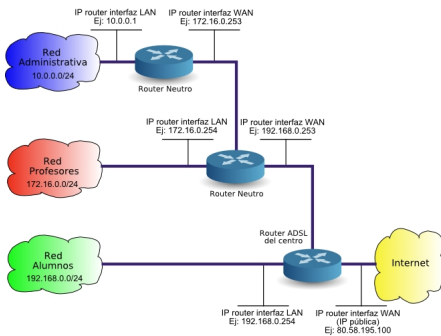 IP router interfaz LAN
Ej: 10.0.0.1
IP router interfaz WAN
Ej: 172.16.0.253
Red
Administrativa
10.0.0.0/24
Router Neutro
IP router interfaz LAN
Ej: 172.16.0.254
IP router interfaz WAN
Ej: 192.168.0.253
Red
Profesores
172.16.0.0/24
Router Neutro
Router ADSL
del centro
Red
Alumnos
192.168.0.0/24
Internet
IP router interfaz LAN
Ej: 192.168.0.254
IP router interfaz WAN
(IP pública)
Ej: 80.58.195.100